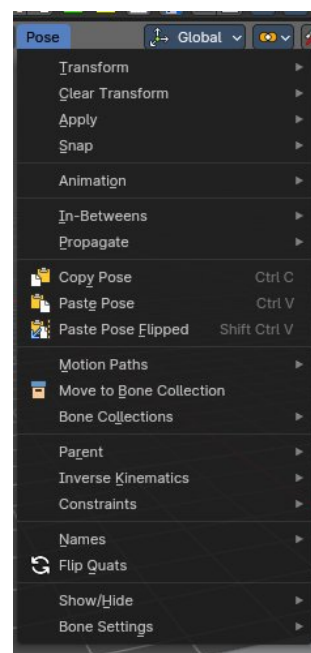 Pose
Global
Transform
Clear Transform
Apply
Snap
Animation
In-Betweens
Propagate
Copy Pose Ctrl C
Paste Pose Ctrl V
Paste Pose Flipped Shift Ctrl V
Motion Paths
Move to Bone Collection
Bone Collections
Parent
Inverse Kinematics
Constraints
Names
Flip Quats
Show/Hide
Bone Settings